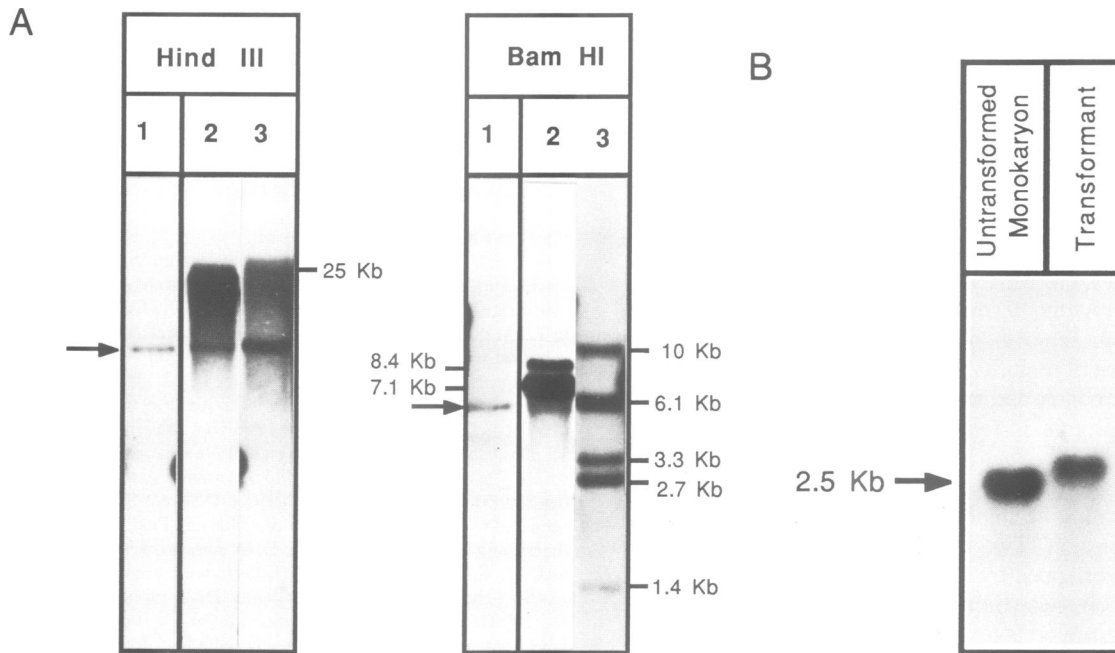 A
Hind III
1 2 3
25 Kb
Bam HI
1 2 3
8.4 Kb
7.1 Kb
10 Kb
6.1 Kb
3.3 Kb
2.7 Kb
1.4 Kb
B
Untransformed
Monokaryon
Transformant
2.5 Kb